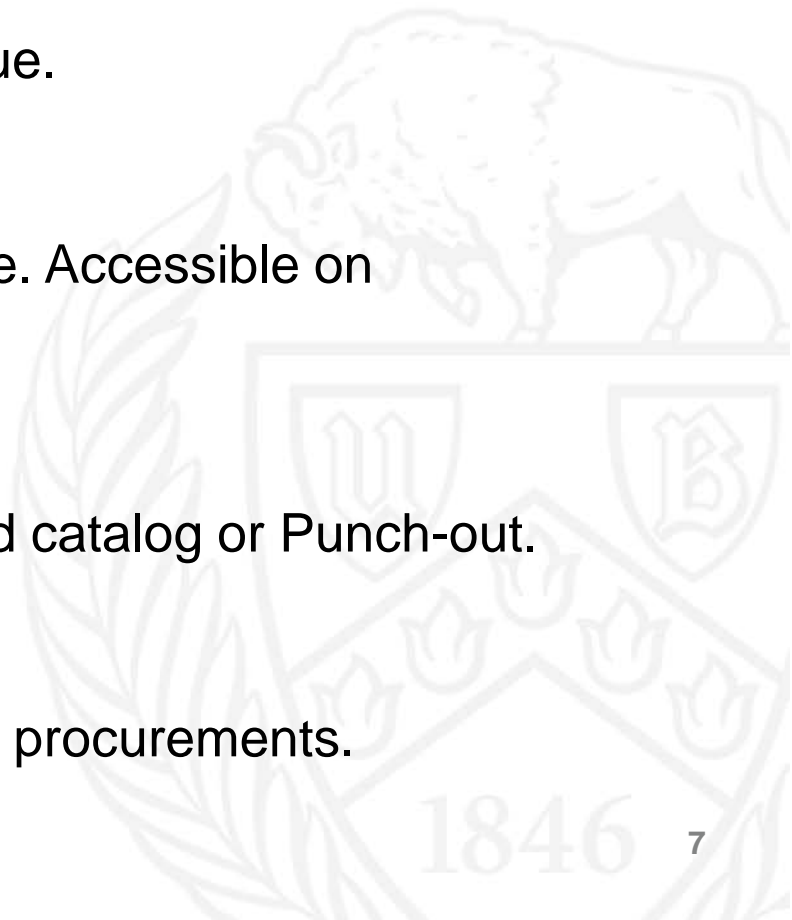 ue.
e. Accessible on
d catalog or Punch-out.
procurements.
U B
1846
7